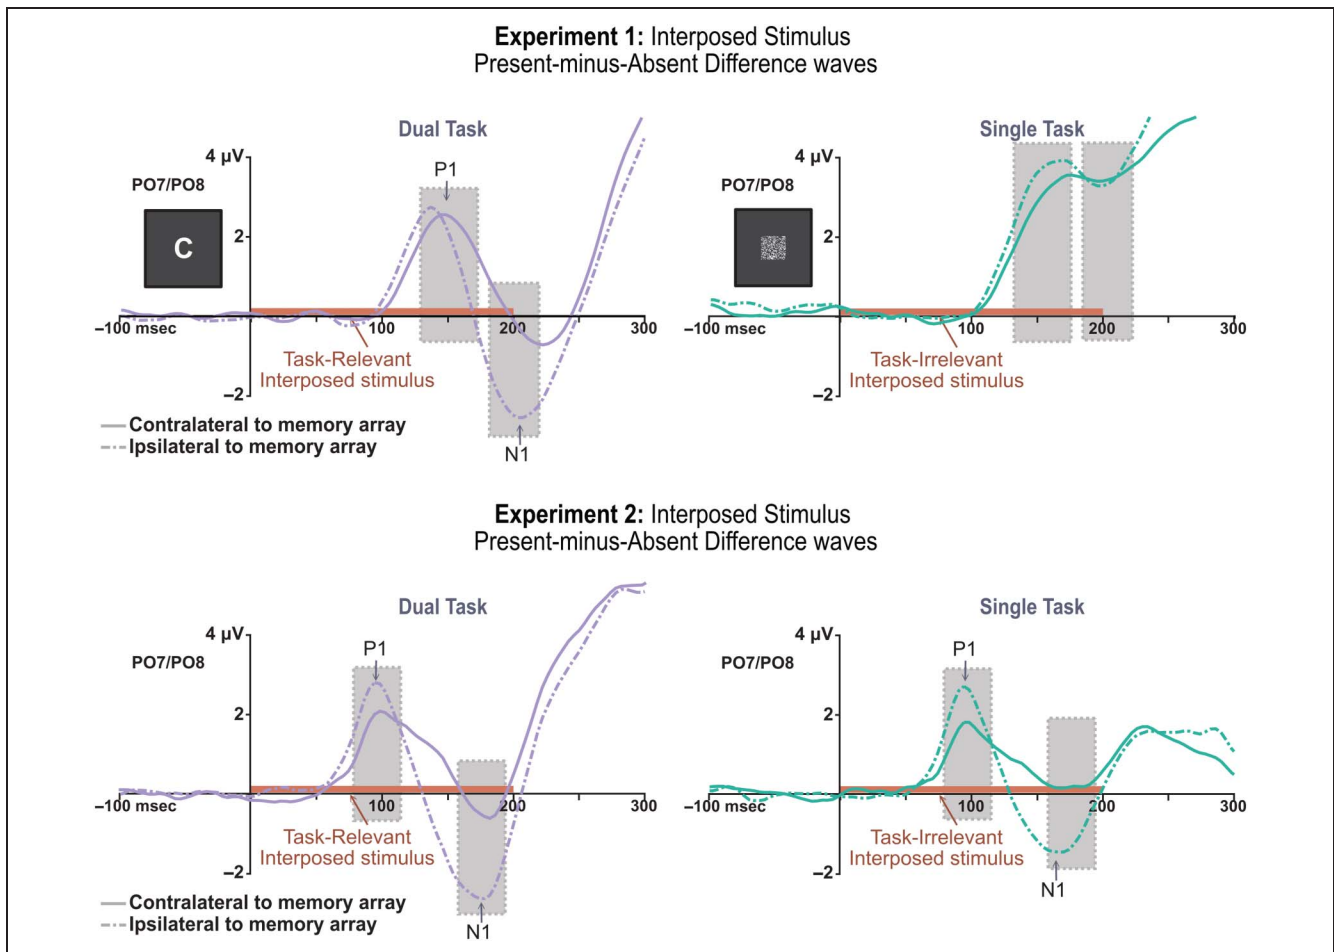 Experiment 1: Interposed Stimulus
Present-minus-Absent Difference waves
Dual Task
4 µV
P1
PO7/PO8
C
2
–100 msec
100
200
300
Task-Relevant
Interposed stimulus
–2
N1
Contralateral to memory array
Ipsilateral to memory array
Single Task
4 µV
PO7/PO8
2
–100 msec
100
200
300
Task-Irrelevant
Interposed stimulus
–2
Experiment 2: Interposed Stimulus
Present-minus-Absent Difference waves
Dual Task
4 µV
P1
PO7/PO8
2
–100 msec
100
200
300
Task-Relevant
Interposed stimulus
–2
N1
Contralateral to memory array
Ipsilateral to memory array
Single Task
4 µV
P1
PO7/PO8
2
–100 msec
100
200
300
Task-Irrelevant
Interposed stimulus
–2
N1